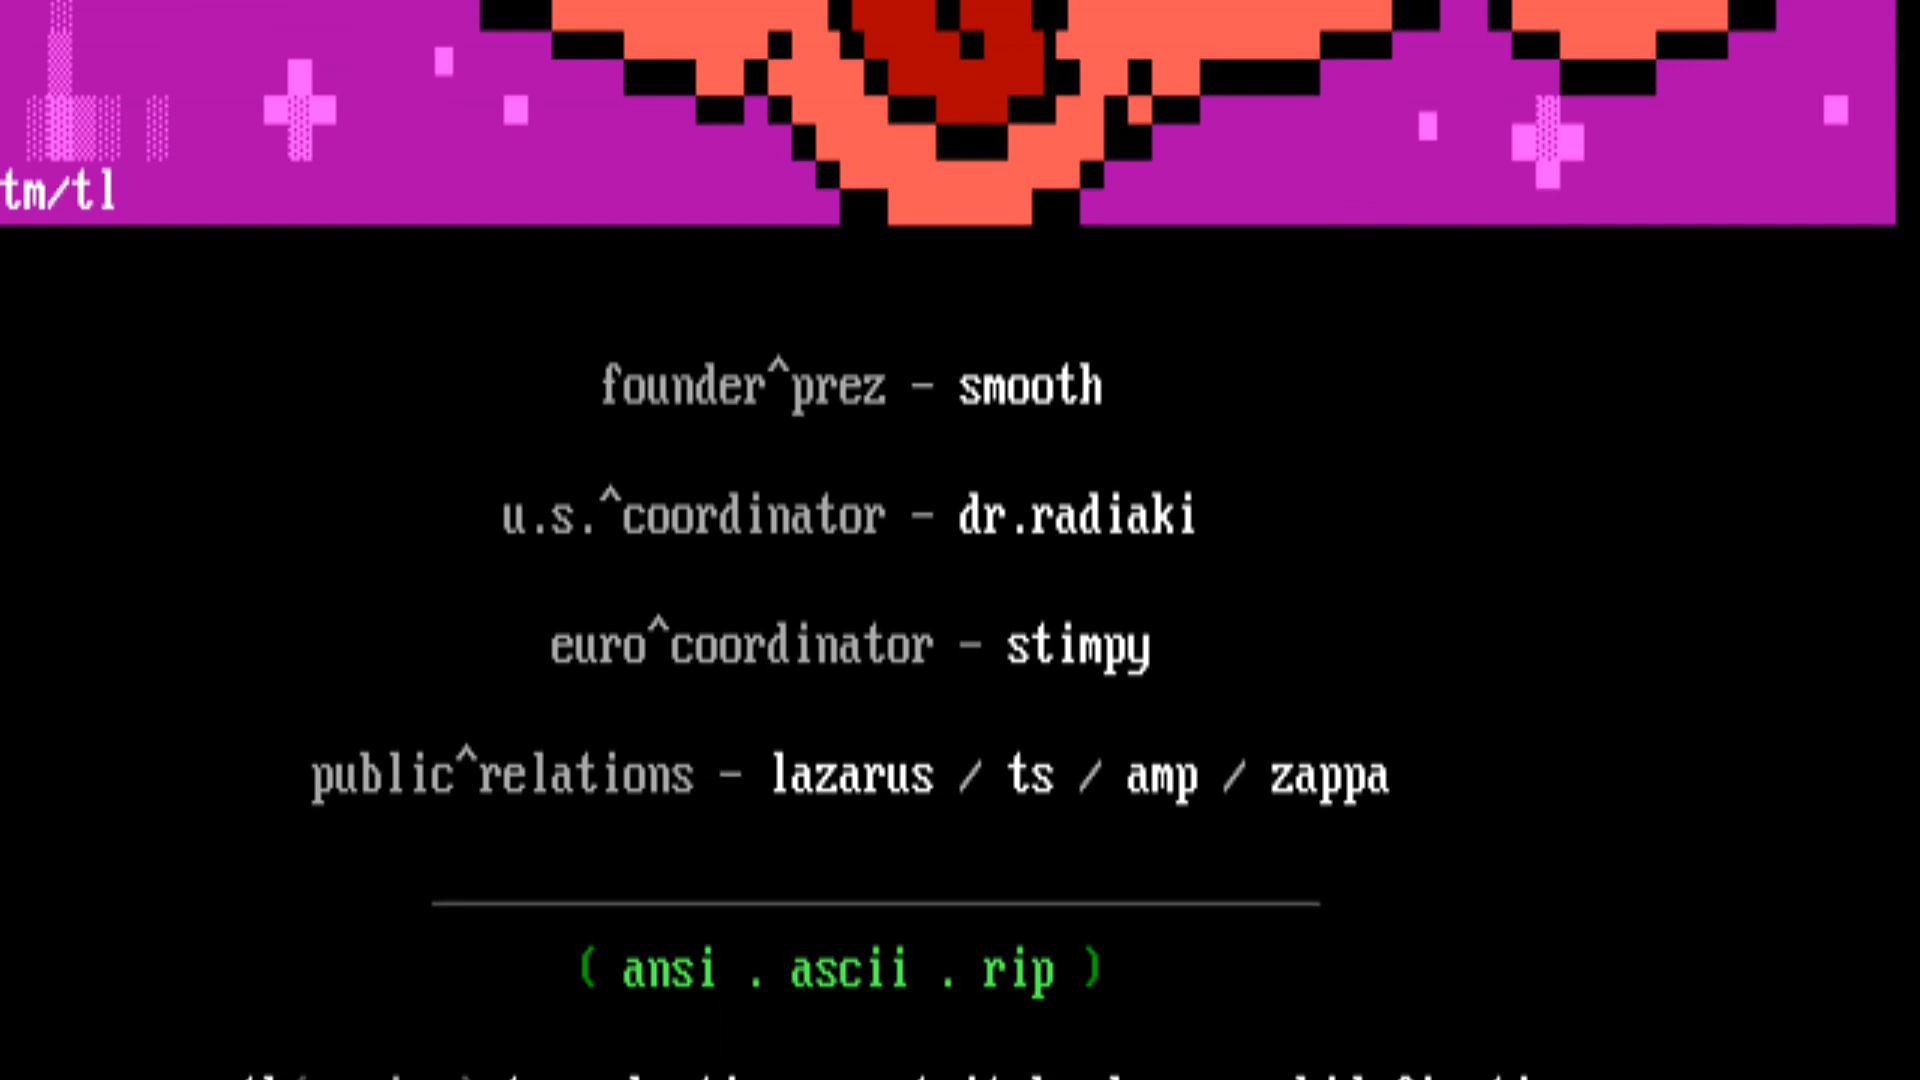 tm/tl
founder^prez - smooth
u.s.^coordinator - dr.radiaki
euro^coordinator - stimpy
public^relations - lazarus / ts / amp / zappa
( ansi . ascii . rip )